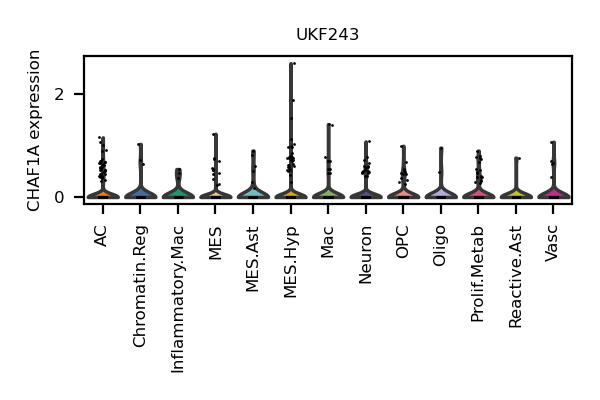 UKF243
CHAF1A expression
2
0
AC
Chromatin.Reg
Inflammatory.Mac
MES
MES.Ast
MES.Hyp
Mac
Neuron
OPC
Oligo
Prolif.Metab
Reactive.Ast
Vasc